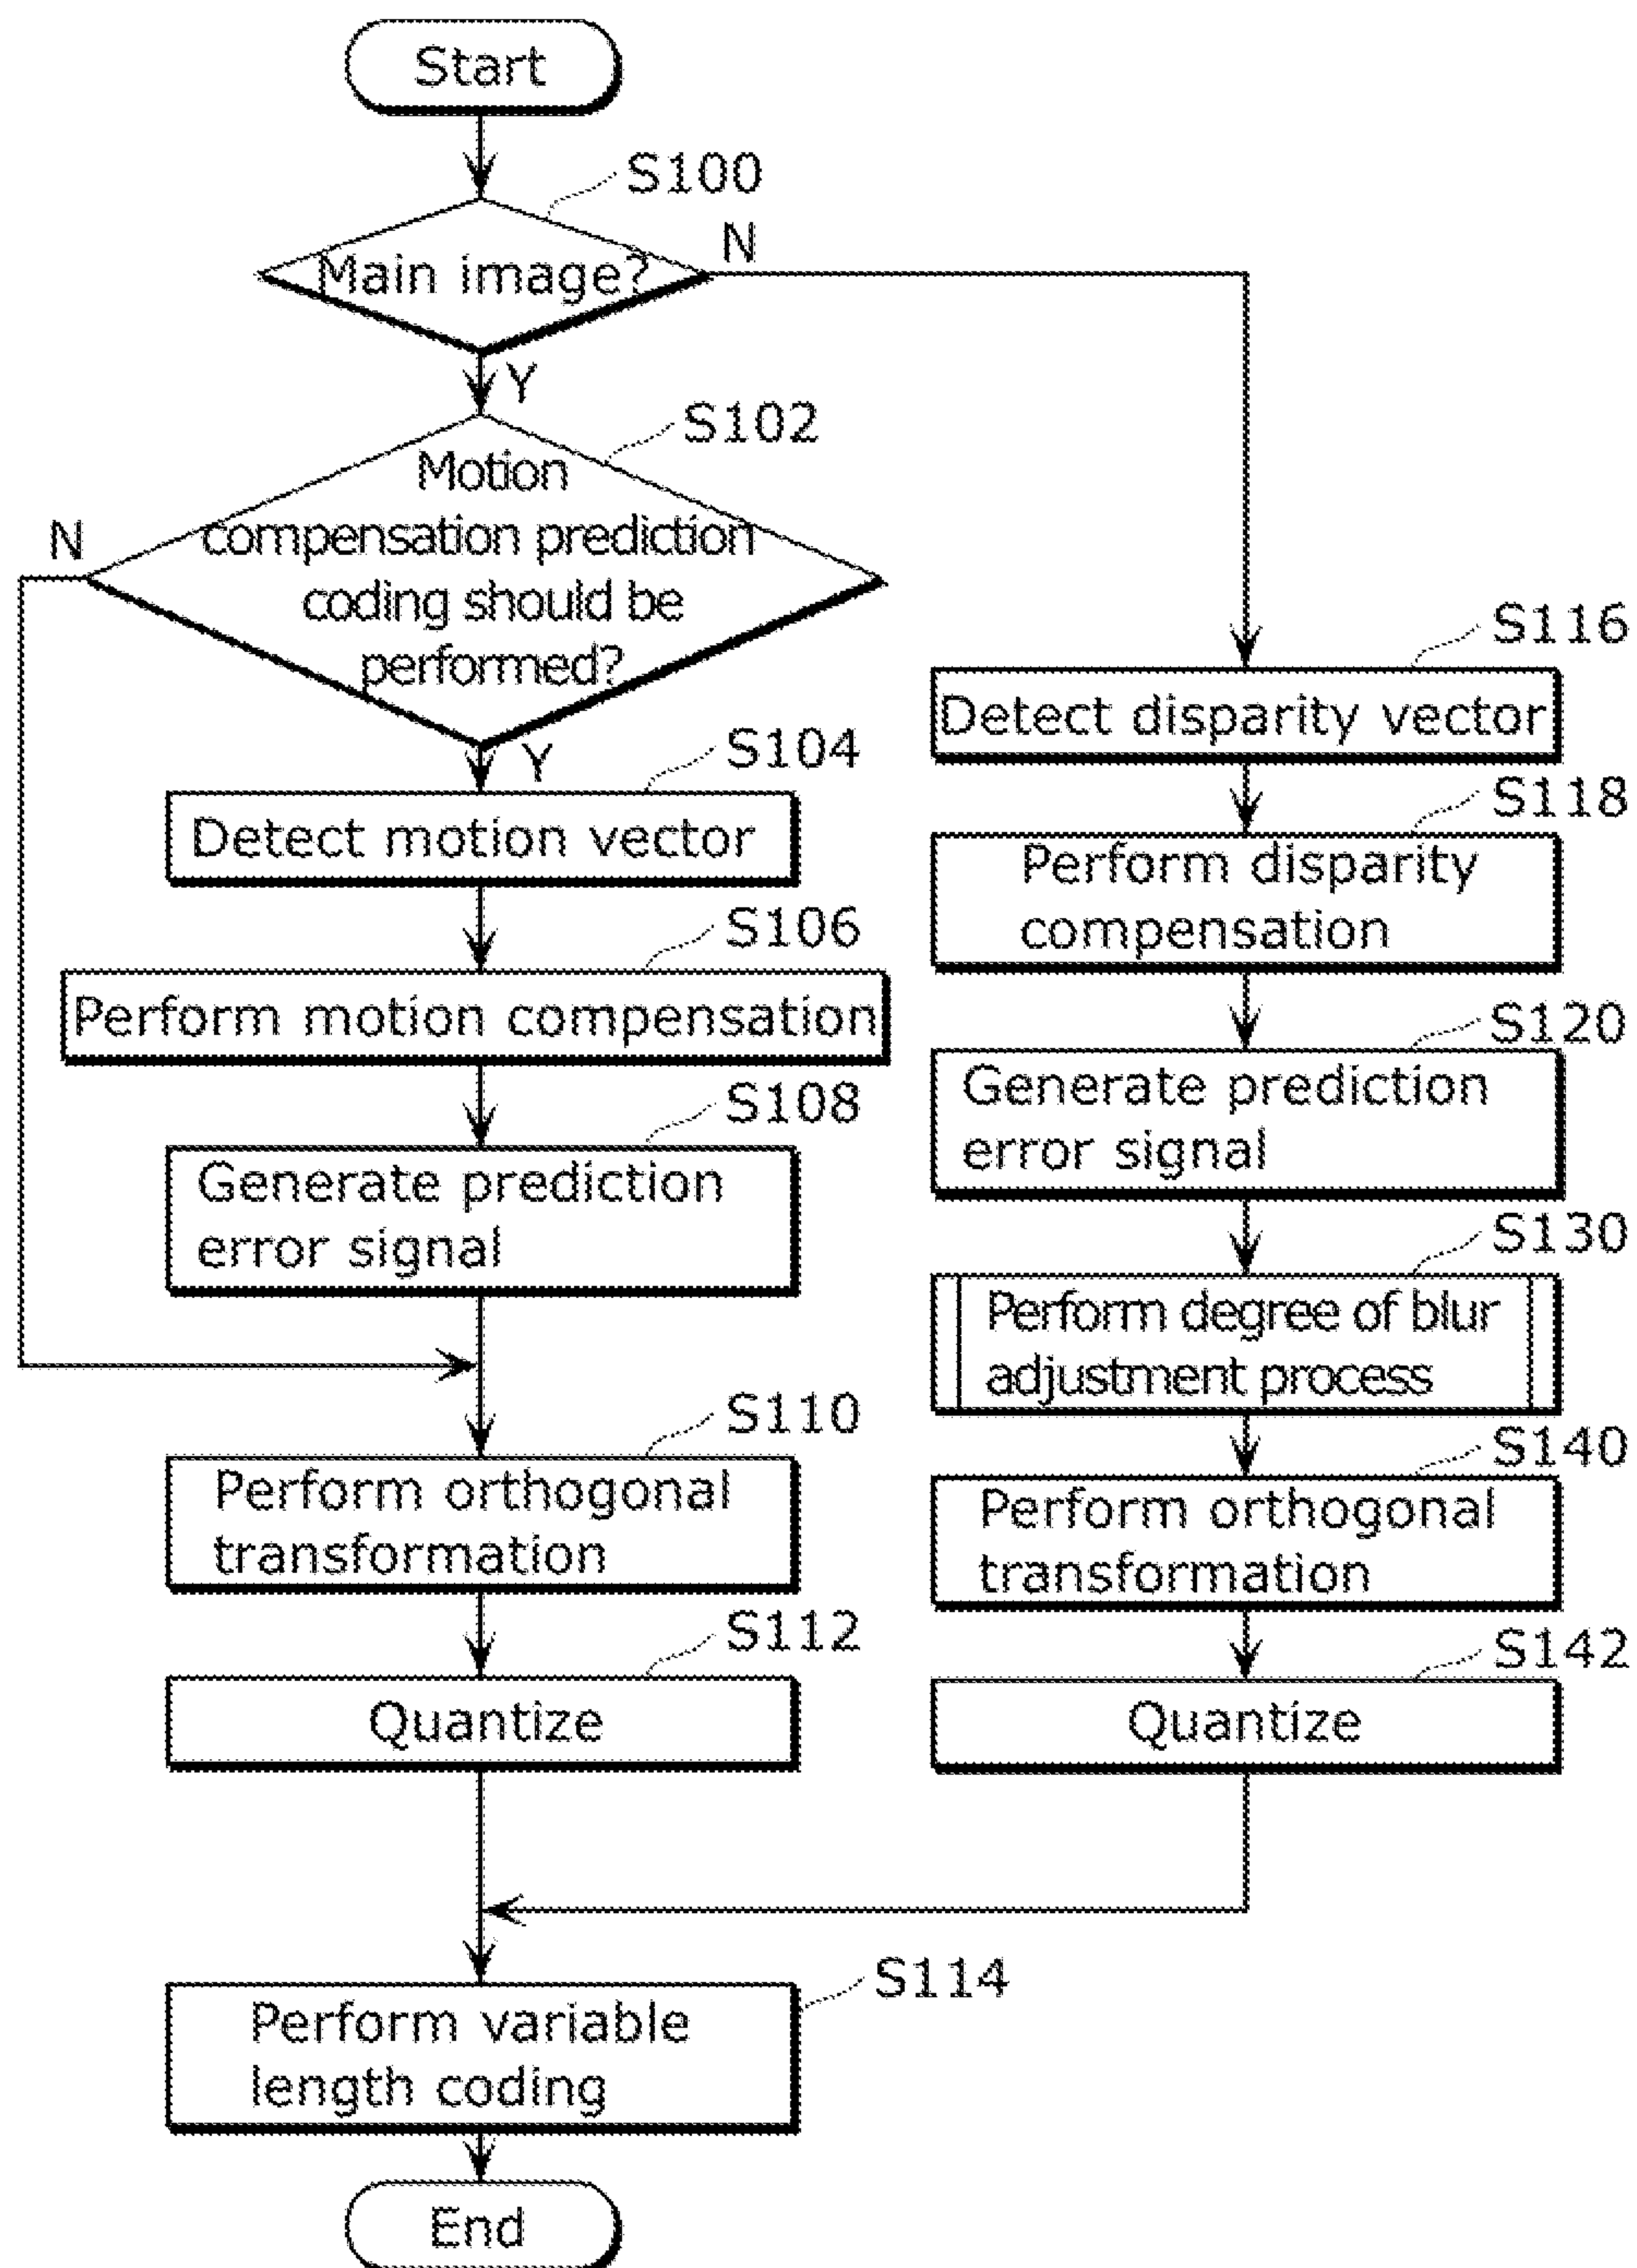 Start
S100
Main image?
N
Y
S102
Motion
compensation prediction
coding should be
performed?
N
Y
S104
Detect motion vector
S106
Perform motion compensation
S108
Generate prediction
error signal
S110
Perform orthogonal
transformation
S112
Quantize
S116
Detect disparity vector
S118
Perform disparity
compensation
S120
Generate prediction
error signal
S130
Perform degree of blur
adjustment process
S140
Perform orthogonal
transformation
S142
Quantize
S114
Perform variable
length coding
End